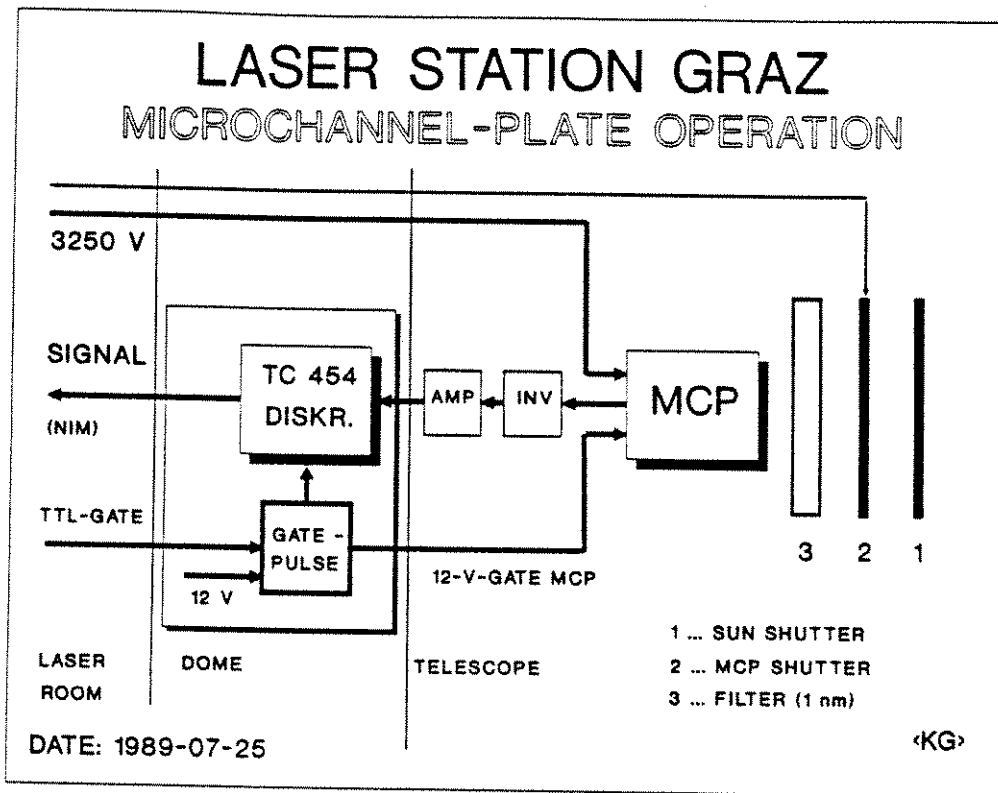 LASER STATION GRAZ
MICROCHANNEL-PLATE OPERATION
3250 V
SIGNAL
(NIM)
TC 454
DISKR.
AMP
INV
MCP
TTL-GATE
GATE -
PULSE
12 V
12-V-GATE MCP
3 2 1
1 ... SUN SHUTTER
2 ... MCP SHUTTER
3 ... FILTER (1 nm)
LASER
ROOM
DOME
TELESCOPE
DATE: 1989-07-25
‹KG›